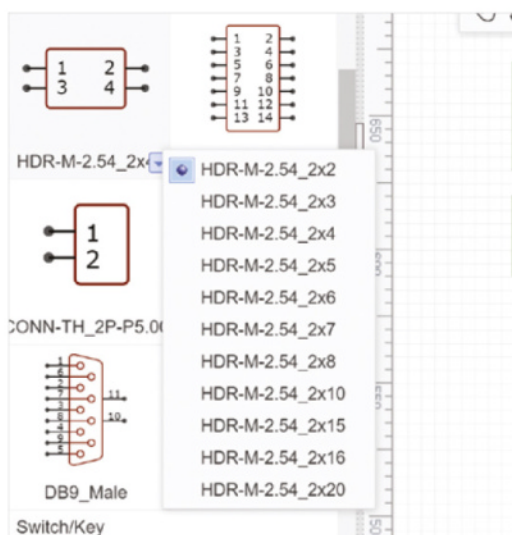 1 2
3 4
1 2
3 4
5 6
7 8
9 10
11 12
13 14
HDR-M-2.54_2x4
HDR-M-2.54_2x2
HDR-M-2.54_2x3
HDR-M-2.54_2x4
HDR-M-2.54_2x5
HDR-M-2.54_2x6
HDR-M-2.54_2x7
HDR-M-2.54_2x8
HDR-M-2.54_2x10
HDR-M-2.54_2x15
HDR-M-2.54_2x16
HDR-M-2.54_2x20
1
2
CONN-TH_2P-P5.00
1
6
2
7
3
8
4
9
5
11
10
DB9_Male
Switch/Key
650